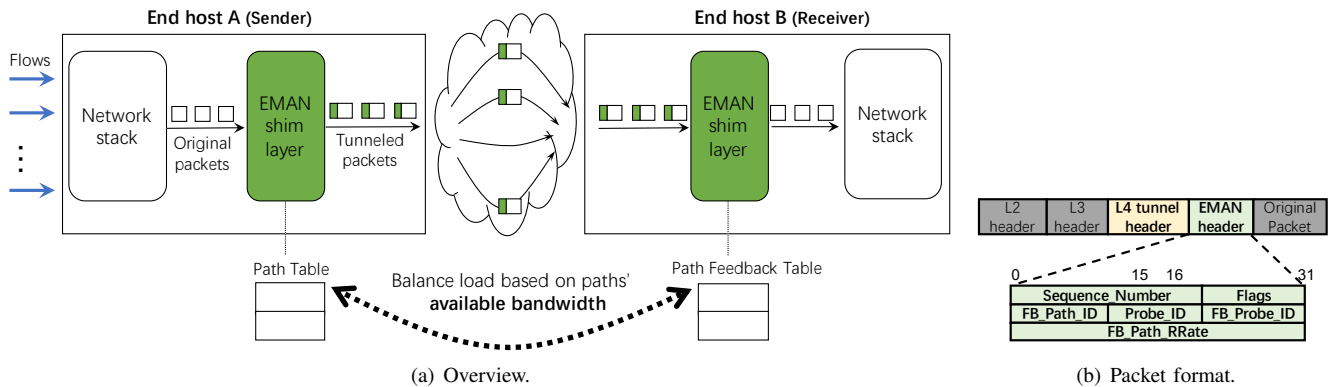 End host A (Sender)
End host B (Receiver)
Flows
Network
stack
Original
packets
EMAN
shim
layer
Tunneled
packets
EMAN
shim
layer
Network
stack
Path Table
Balance load based on paths'
available bandwidth
Path Feedback Table
(a) Overview.
L2
header
L3
header
L4 tunnel
header
EMAN
header
Original
Packet
0 15 16 31
Sequence_Number Flags
FB_Path_ID Probe_ID FB_Probe_ID
FB_Path_RRate
(b) Packet format.